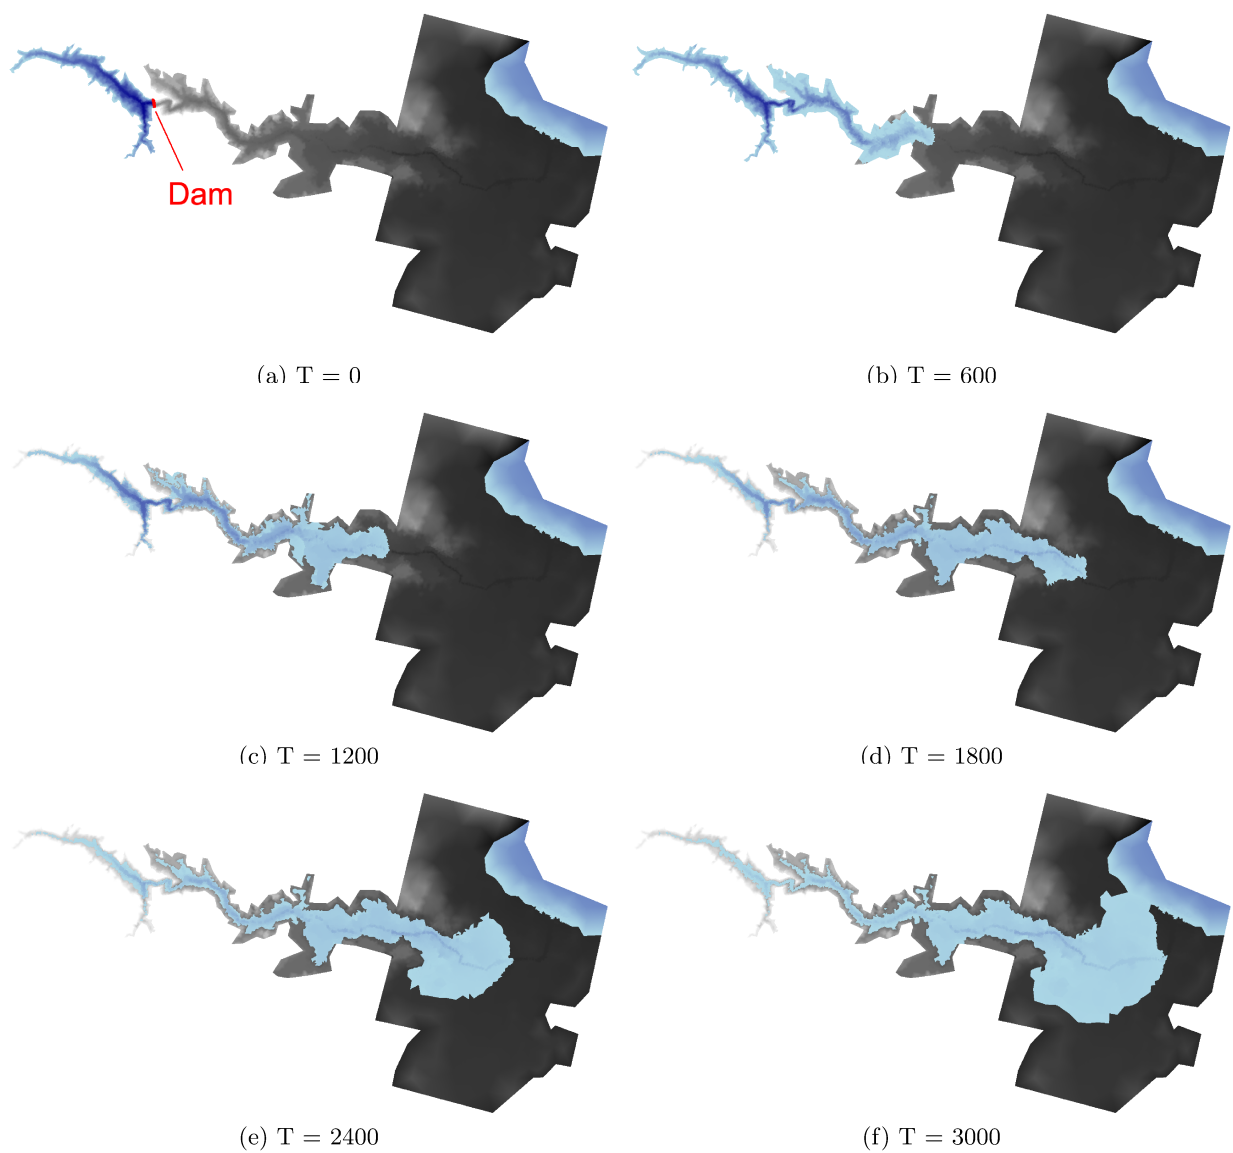 Dam
(a) T = 0
(b) T = 600
(c) T = 1200
(d) T = 1800
(e) T = 2400
(f) T = 3000